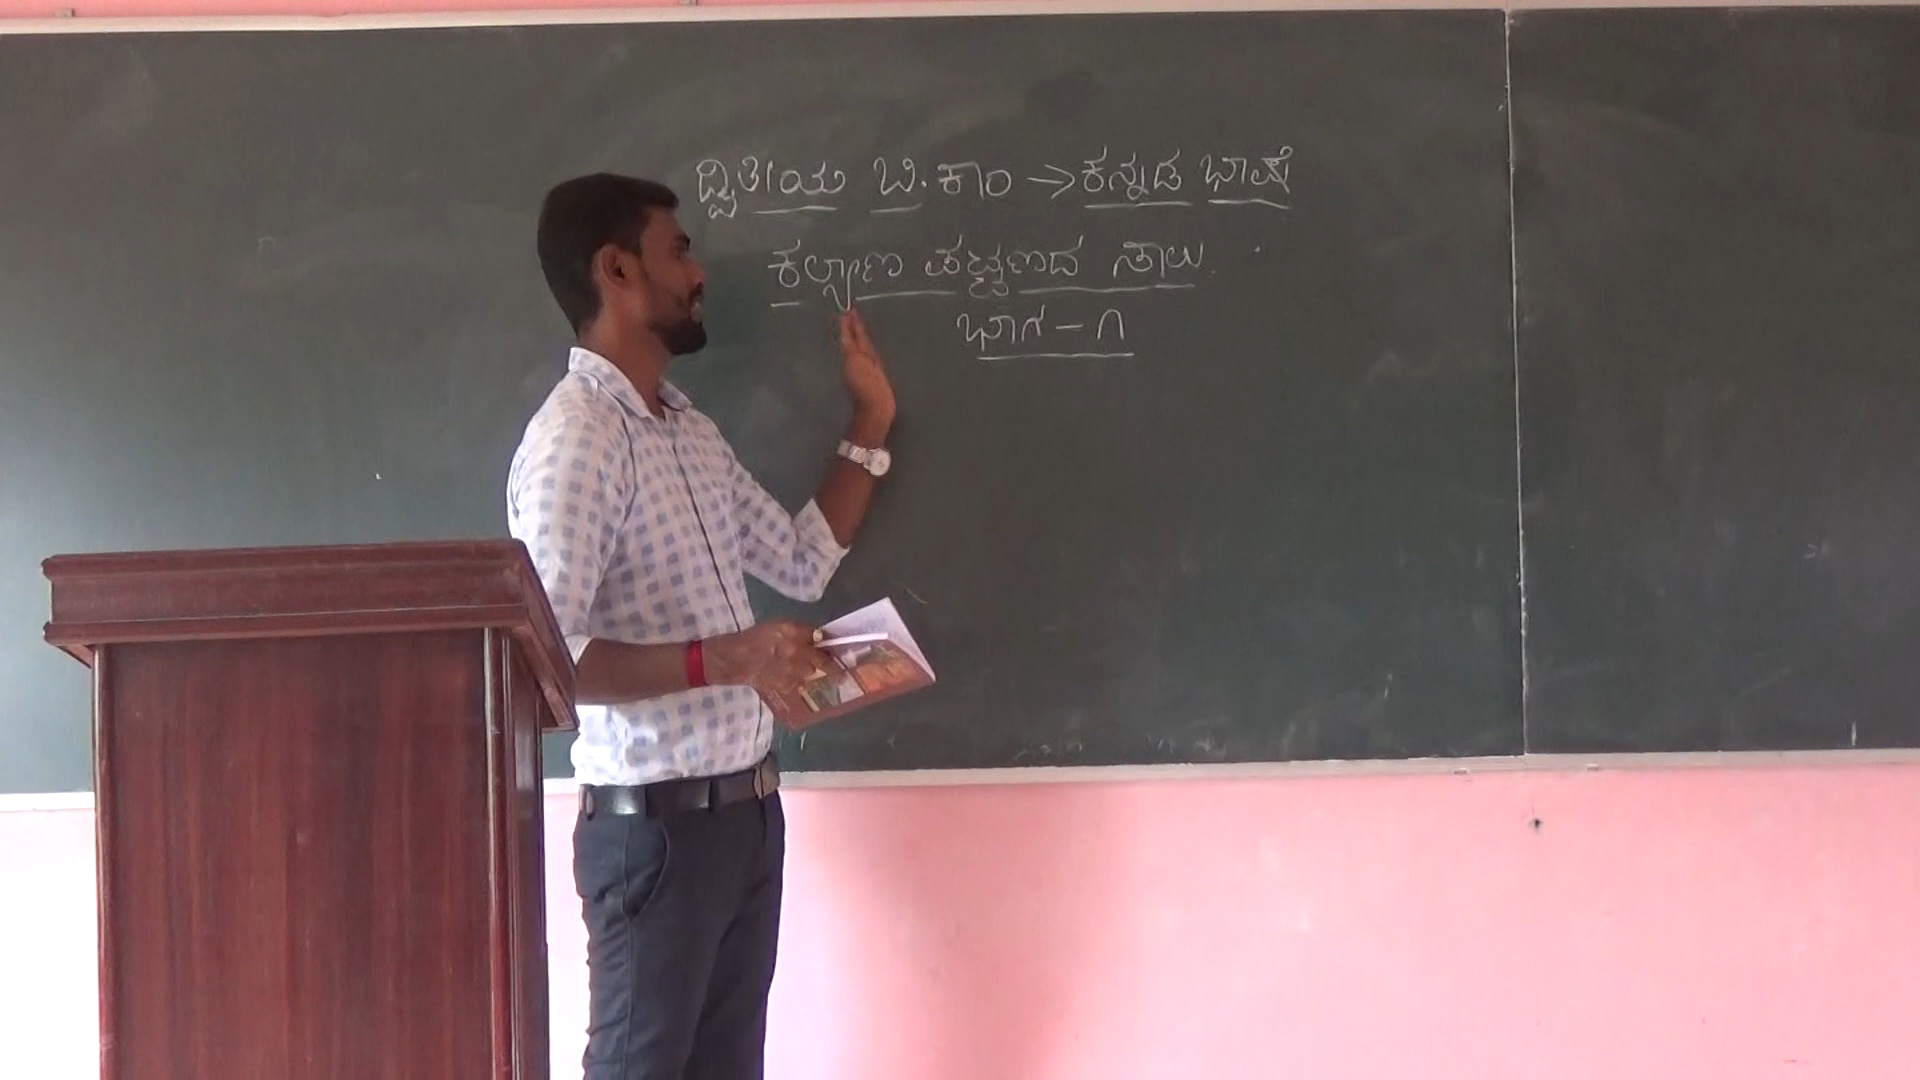 ದ್ವಿತೀಯ ಬಿ.ಕಾಂ → ಕನ್ನಡ ಭಾಷೆ
ಕಲ್ಯಾಣ ಪಟ್ಟಣದ ಸಾಲು.
ಭಾಗ - ೧